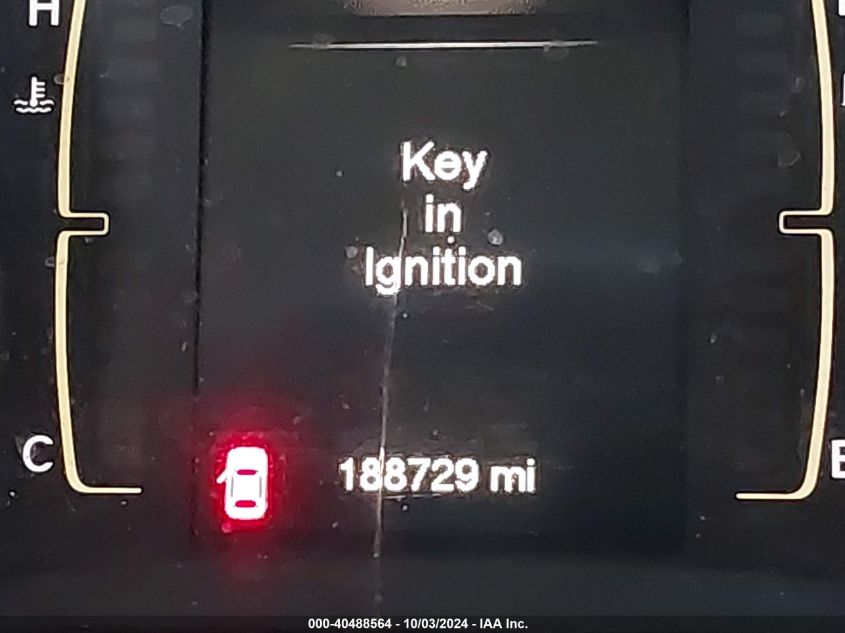 H
Key
in
Ignition
C
188729 mi
E
000-40488564 - 10/03/2024 - IAA Inc.